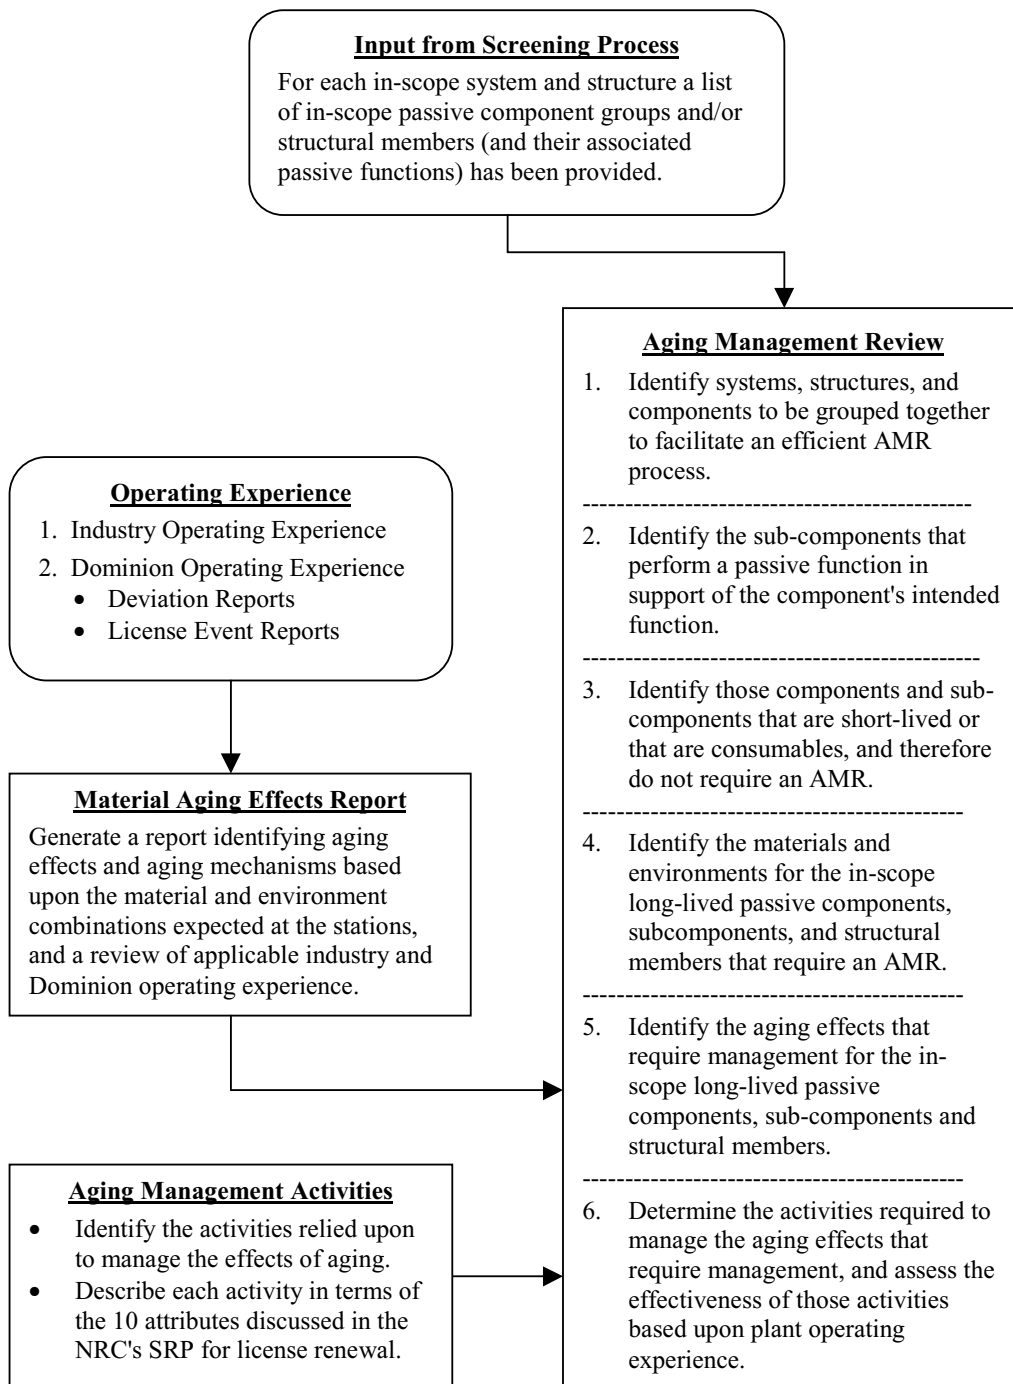 Input from Screening Process
For each in-scope system and structure a list
of in-scope passive component groups and/or
structural members (and their associated
passive functions) has been provided.
Operating Experience
1. Industry Operating Experience
2. Dominion Operating Experience
• Deviation Reports
• License Event Reports
Material Aging Effects Report
Generate a report identifying aging
effects and aging mechanisms based
upon the material and environment
combinations expected at the stations,
and a review of applicable industry and
Dominion operating experience.
Aging Management Activities
• Identify the activities relied upon
to manage the effects of aging.
• Describe each activity in terms of
the 10 attributes discussed in the
NRC's SRP for license renewal.
Aging Management Review
1. Identify systems, structures, and
components to be grouped together
to facilitate an efficient AMR
process.
2. Identify the sub-components that
perform a passive function in
support of the component's intended
function.
3. Identify those components and sub-
components that are short-lived or
that are consumables, and therefore
do not require an AMR.
4. Identify the materials and
environments for the in-scope
long-lived passive components,
subcomponents, and structural
members that require an AMR.
5. Identify the aging effects that
require management for the in-
scope long-lived passive
components, sub-components and
structural members.
6. Determine the activities required to
manage the aging effects that
require management, and assess the
effectiveness of those activities
based upon plant operating
experience.